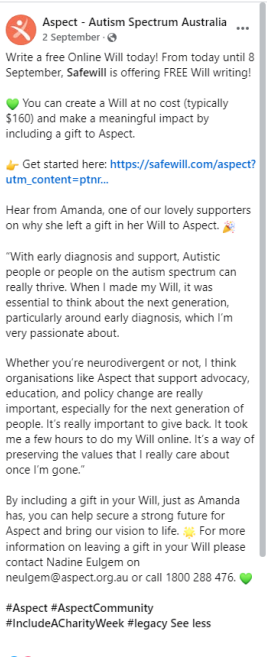 Aspect - Autism Spectrum Australia
2 September ·
Write a free Online Will today! From today until 8
September, Safewill is offering FREE Will writing!
💚 You can create a Will at no cost (typically
$160) and make a meaningful impact by
including a gift to Aspect.
👉 Get started here: https://safewill.com/aspect?
utm_content=ptnr...
Hear from Amanda, one of our lovely supporters
on why she left a gift in her Will to Aspect. 🎉
"With early diagnosis and support, Autistic
people or people on the autism spectrum can
really thrive. When I made my Will, it was
essential to think about the next generation,
particularly around early diagnosis, which I'm
very passionate about.
Whether you're neurodivergent or not, I think
organisations like Aspect that support advocacy,
education, and policy change are really
important, especially for the next generation of
people. It's really important to give back. It took
me a few hours to do my Will online. It's a way of
preserving the values that I really care about
once I'm gone."
By including a gift in your Will, just as Amanda
has, you can help secure a strong future for
Aspect and bring our vision to life. 🌟 For more
information on leaving a gift in your Will please
contact Nadine Eulgem on
neulgem@aspect.org.au or call 1800 288 476. 💚
#Aspect #AspectCommunity
#IncludeACharityWeek #legacy See less